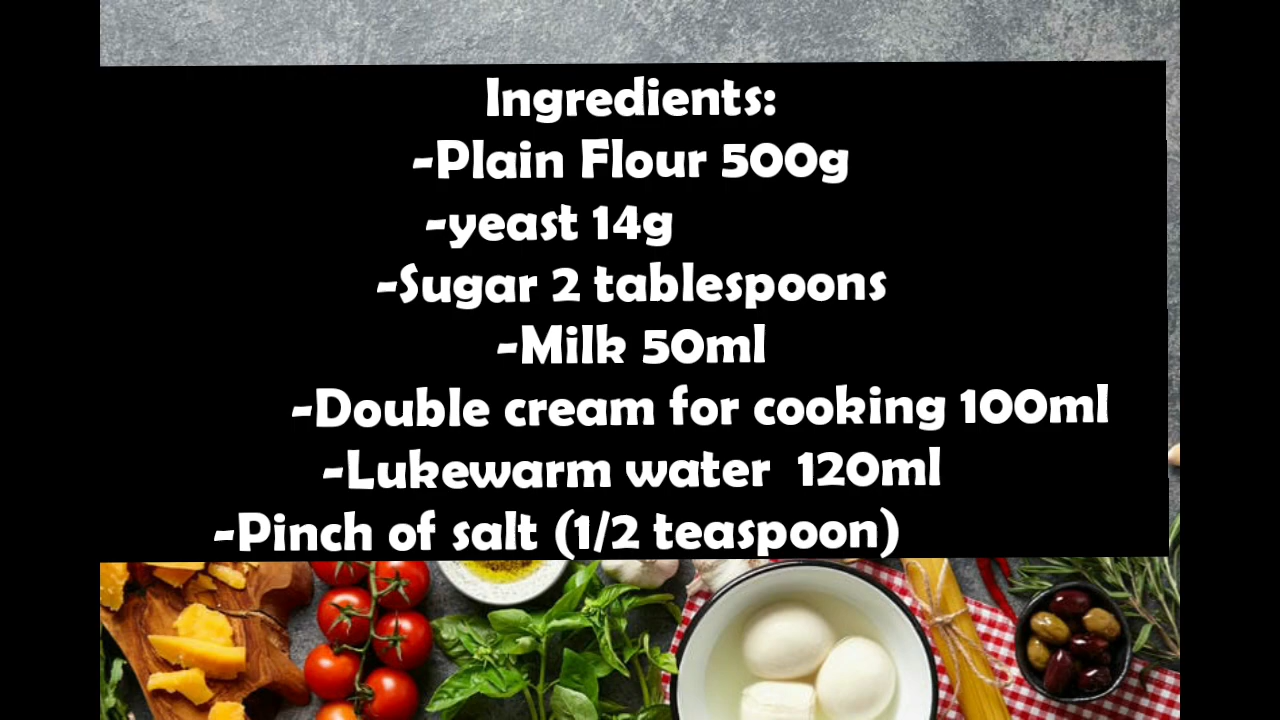 Ingredients:
-Plain Flour 500g
-yeast 14g
-Sugar 2 tablespoons
-Milk 50ml
-Double cream for cooking 100ml
-Lukewarm water 120ml
-Pinch of salt (1/2 teaspoon)